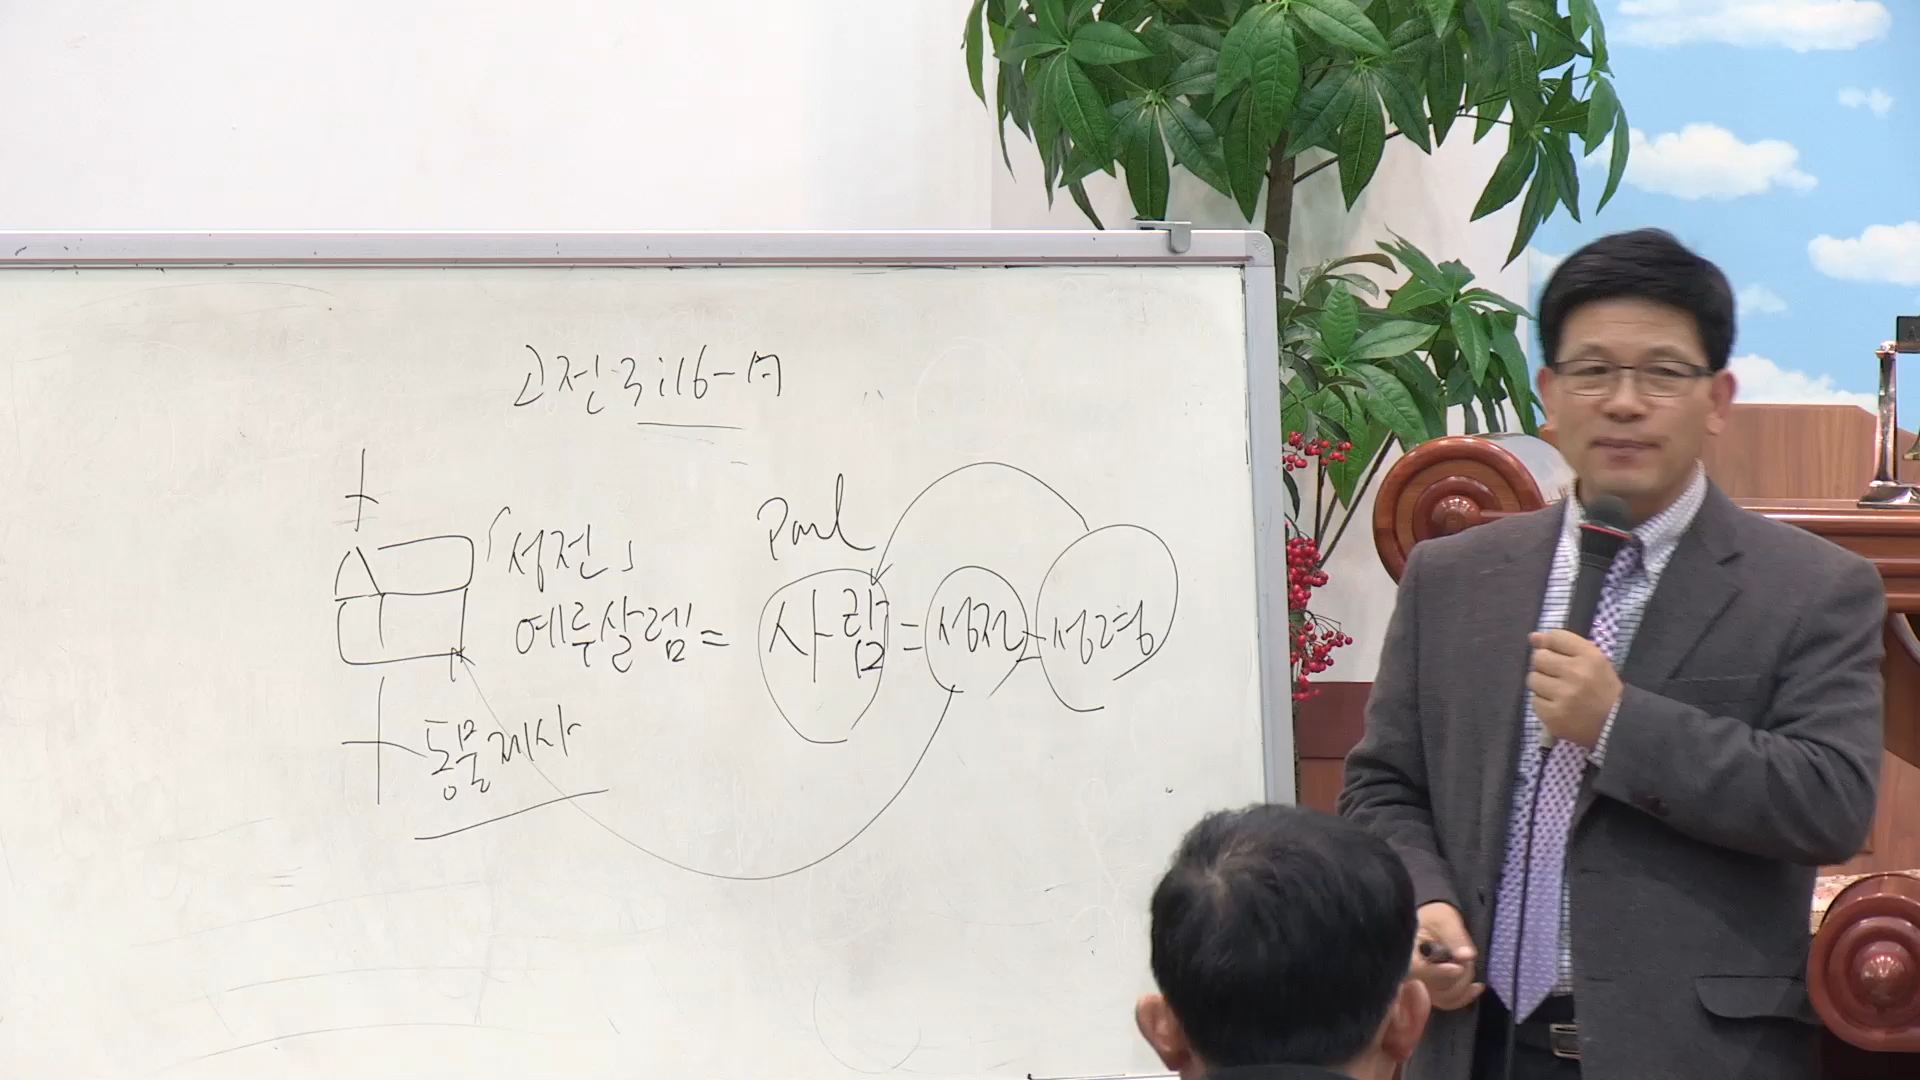 고전 3:16-17
Paul
「성전」
예루살렘 = 사람 = 성전 = 성령
동물제사